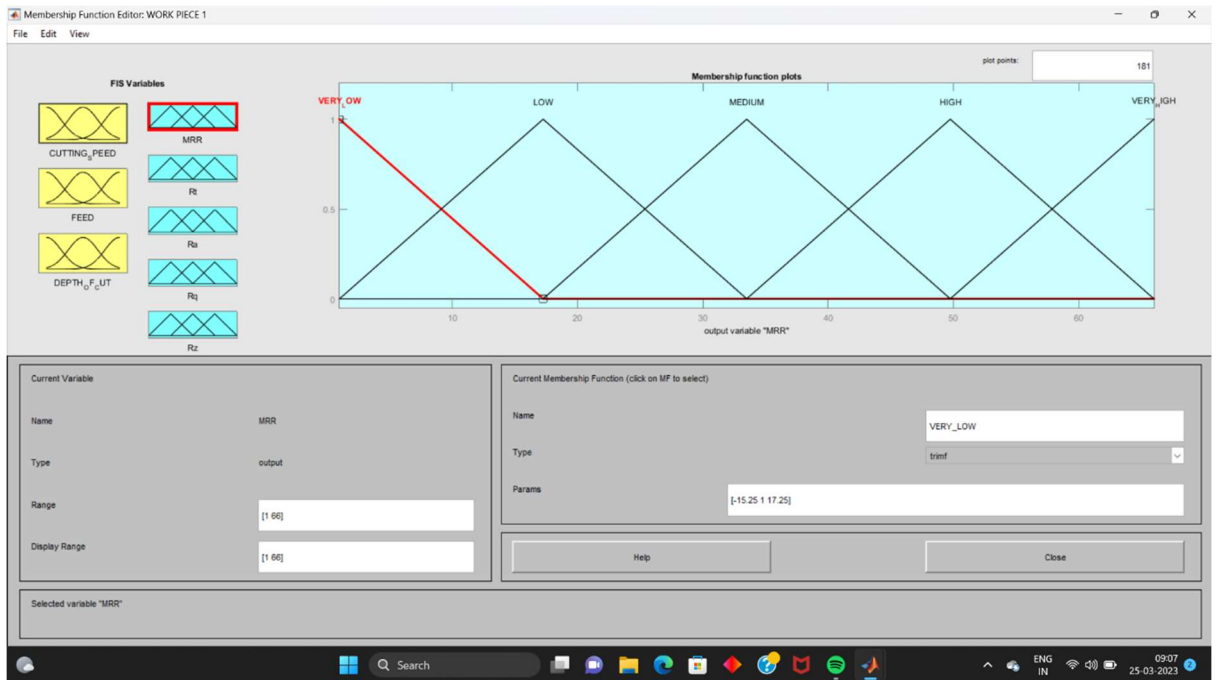 Membership Function Editor: WORK PIECE 1
File Edit View
FIS Variables
CUTTING_SPEED
FEED
DEPTH_OF_CUT
MRR
Rt
Ra
Rq
Rz
plot points: 181
Membership function plots
VERY_LOW LOW MEDIUM HIGH VERY_HIGH
1
0.5
0
10 20 30 40 50 60
output variable "MRR"
Current Variable
Name MRR
Type output
Range [1 66]
Display Range [1 66]
Current Membership Function (click on MF to select)
Name VERY_LOW
Type trimf
Params [-15.25 1 17.25]
Help Close
Selected variable "MRR"
Search
ENG
IN
09:07
25-03-2023
2